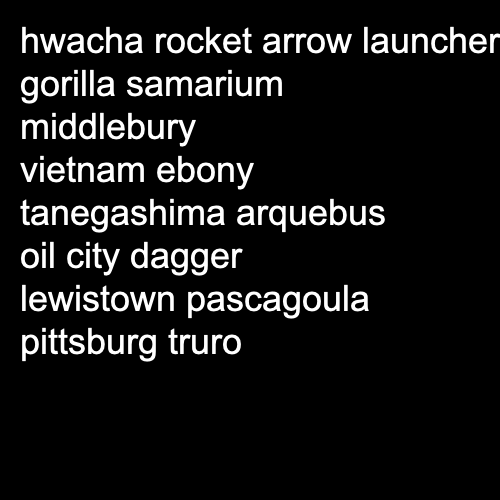 hwacha rocket arrow launcher
gorilla samarium
middlebury
vietnam ebony
tanegashima arquebus
oil city dagger
lewistown pascagoula
pittsburg truro